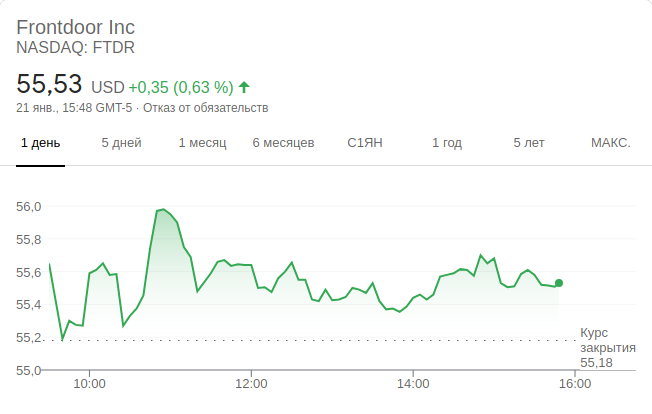 Frontdoor Inc
NASDAQ: FTDR
55,53 USD +0,35 (0,63 %)
21 янв., 15:48 GMT-5 · Отказ от обязательств
1 день 5 дней 1 месяц 6 месяцев С1ЯН 1 год 5 лет МАКС.
56,0
55,8
55,6
55,4
55,2
Курс
закрытия
55,18
55,0
10:00 12:00 14:00 16:00